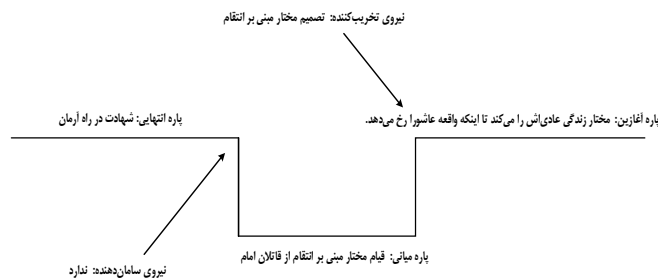 نیروی تخریب‌کننده: تصمیم مختار مبنی بر انتقام
پاره آغازین: مختار زندگی عادی‌اش را می‌کند تا اینکه واقعه عاشورا رخ می‌دهد.
پاره انتهایی: شهادت در راه آرمان
پاره میانی: قیام مختار مبنی بر انتقام از قاتلان امام
نیروی سامان‌دهنده: ندارد